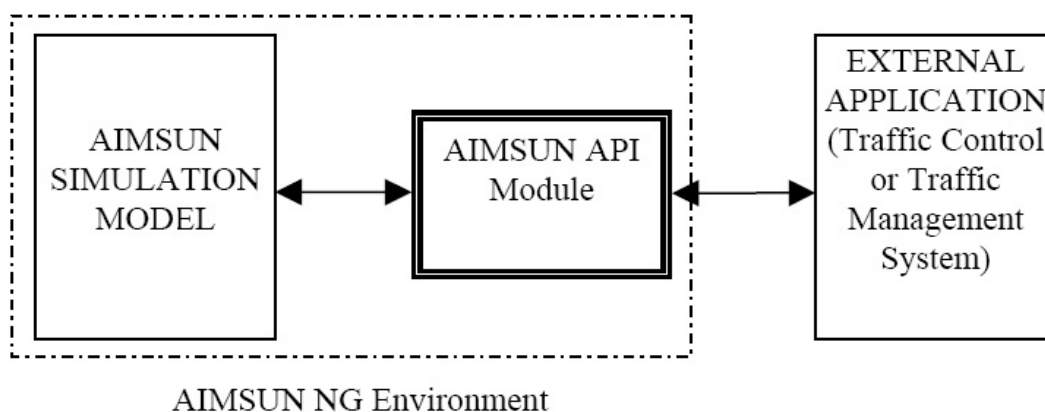 AIMSUN
SIMULATION
MODEL
AIMSUN API
Module
EXTERNAL
APPLICATION
(Traffic Control
or Traffic
Management
System)
AIMSUN NG Environment